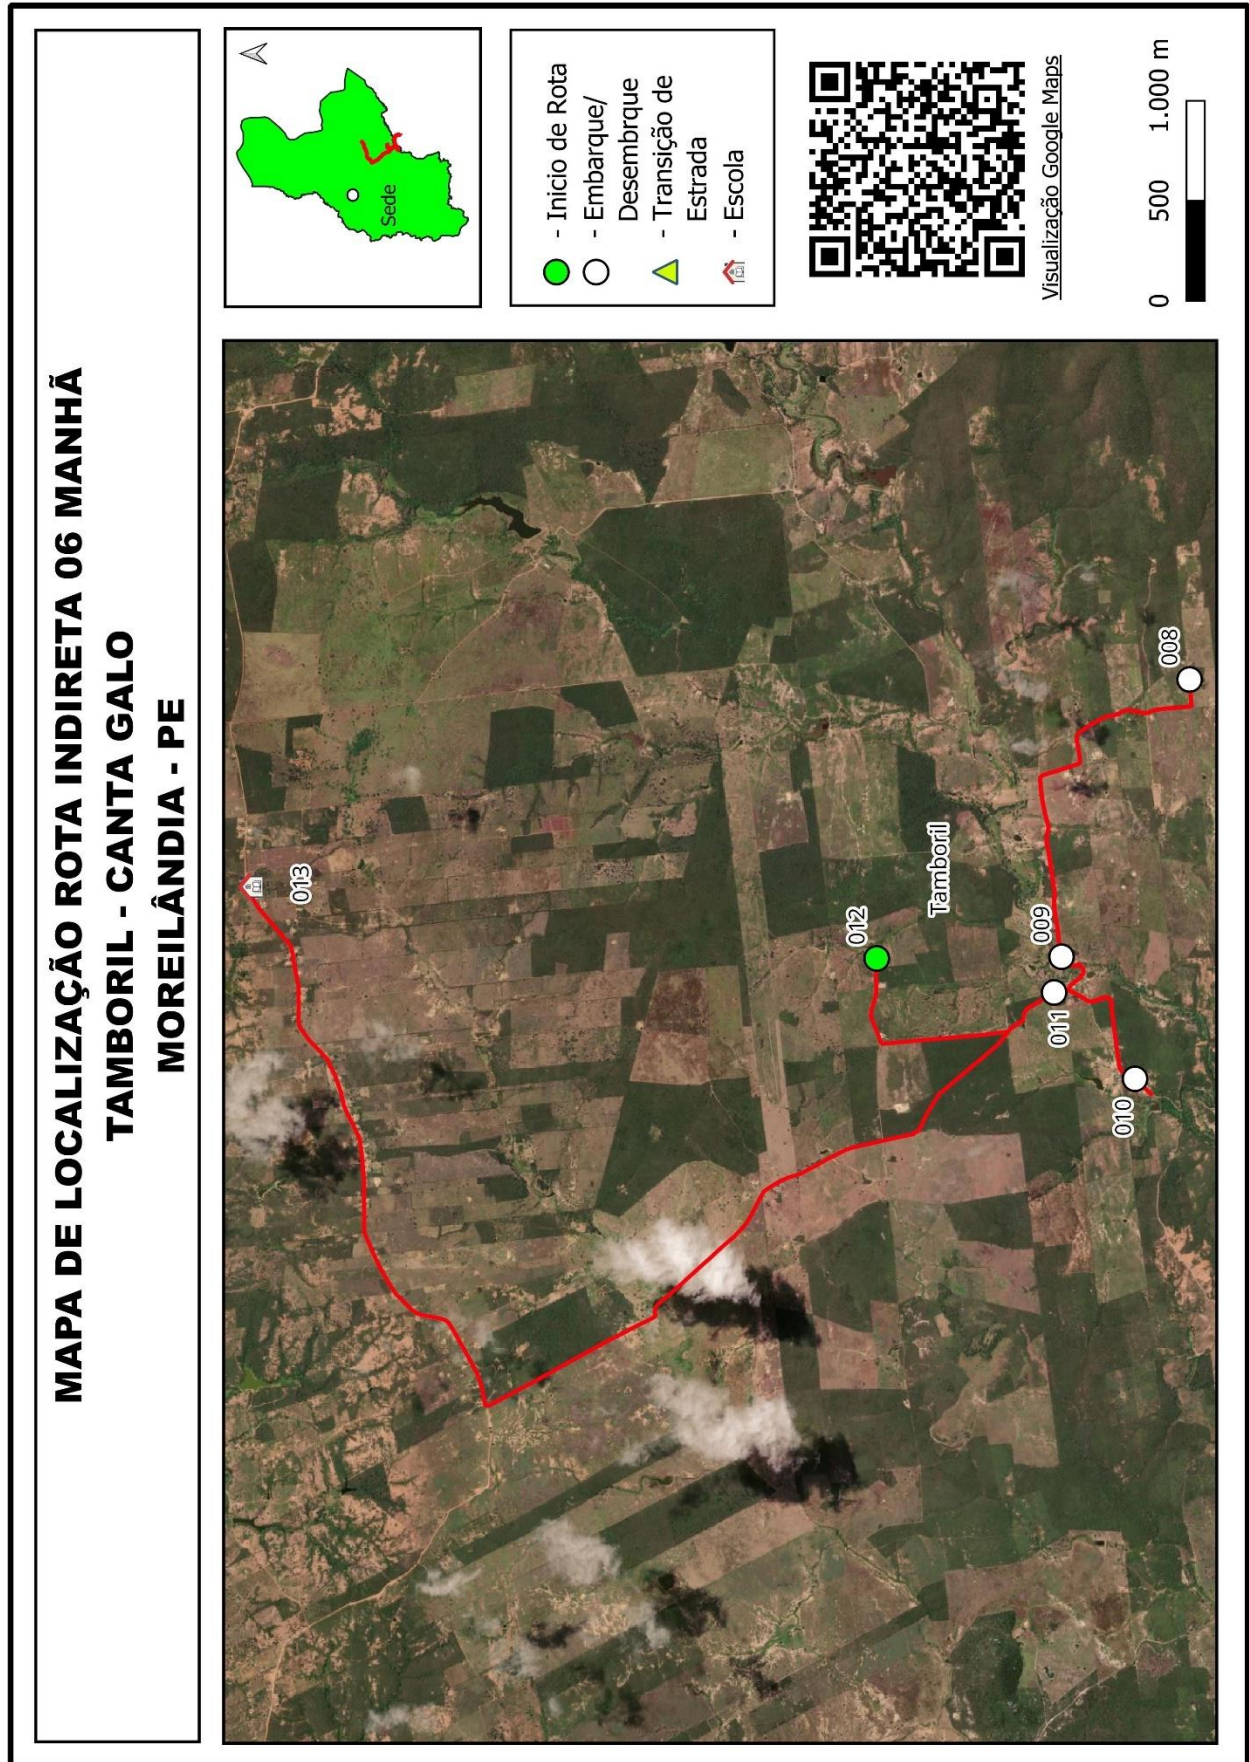 MAPA DE LOCALIZAÇÃO ROTA INDIRETA 06 MANHÃ
TAMBORIL - CANTA GALO
MOREILÂNDIA - PE
Sede
- Inicio de Rota
- Embarque/
Desembrque
- Transição de
Estrada
- Escola
Visualização Google Maps
0 500 1.000 m
013
012
Tamboril
009
011
010
008